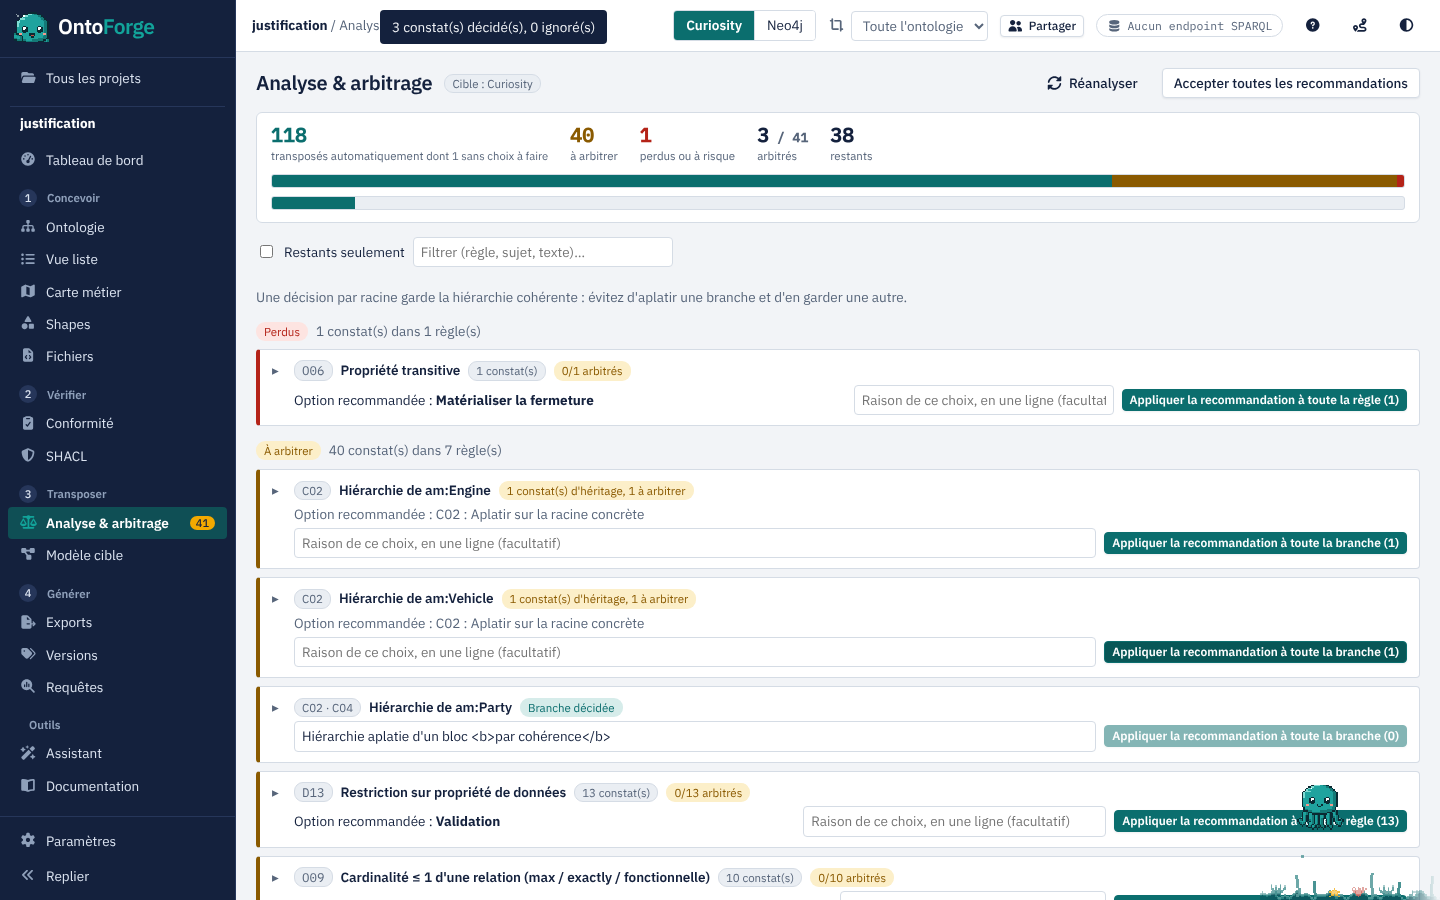 OntoForge
Tous les projets
justification
Tableau de bord
1 Concevoir
Ontologie
Vue liste
Carte métier
Shapes
Fichiers
2 Vérifier
Conformité
SHACL
3 Transposer
Analyse & arbitrage 41
Modèle cible
4 Générer
Exports
Versions
Requêtes
Outils
Assistant
Documentation
Paramètres
Replier
justification / Analys
3 constat(s) décidé(s), 0 ignoré(s)
Curiosity Neo4j
Toute l'ontologie
Partager
Aucun endpoint SPARQL
Analyse & arbitrage Cible : Curiosity
Réanalyser
Accepter toutes les recommandations
118 40 1 3 / 41 38
transposés automatiquement dont 1 sans choix à faire à arbitrer perdus ou à risque arbitrés restants
Restants seulement Filtrer (règle, sujet, texte)...
Une décision par racine garde la hiérarchie cohérente : évitez d'aplatir une branche et d'en garder une autre.
Perdus 1 constat(s) dans 1 règle(s)
O06 Propriété transitive 1 constat(s) 0/1 arbitrés
Option recommandée : Matérialiser la fermeture Raison de ce choix, en une ligne (facultat Appliquer la recommandation à toute la règle (1)
À arbitrer 40 constat(s) dans 7 règle(s)
C02 Hiérarchie de am:Engine 1 constat(s) d'héritage, 1 à arbitrer
Option recommandée : C02 : Aplatir sur la racine concrète
Raison de ce choix, en une ligne (facultatif) Appliquer la recommandation à toute la branche (1)
C02 Hiérarchie de am:Vehicle 1 constat(s) d'héritage, 1 à arbitrer
Option recommandée : C02 : Aplatir sur la racine concrète
Raison de ce choix, en une ligne (facultatif) Appliquer la recommandation à toute la branche (1)
C02 · C04 Hiérarchie de am:Party Branche décidée
Hiérarchie aplatie d'un bloc <b>par cohérence</b> Appliquer la recommandation à toute la branche (0)
D13 Restriction sur propriété de données 13 constat(s) 0/13 arbitrés
Option recommandée : Validation Raison de ce choix, en une ligne (facultatif) Appliquer la recommandation à règle (13)
O09 Cardinalité ≤ 1 d'une relation (max / exactly / fonctionnelle) 10 constat(s) 0/10 arbitrés